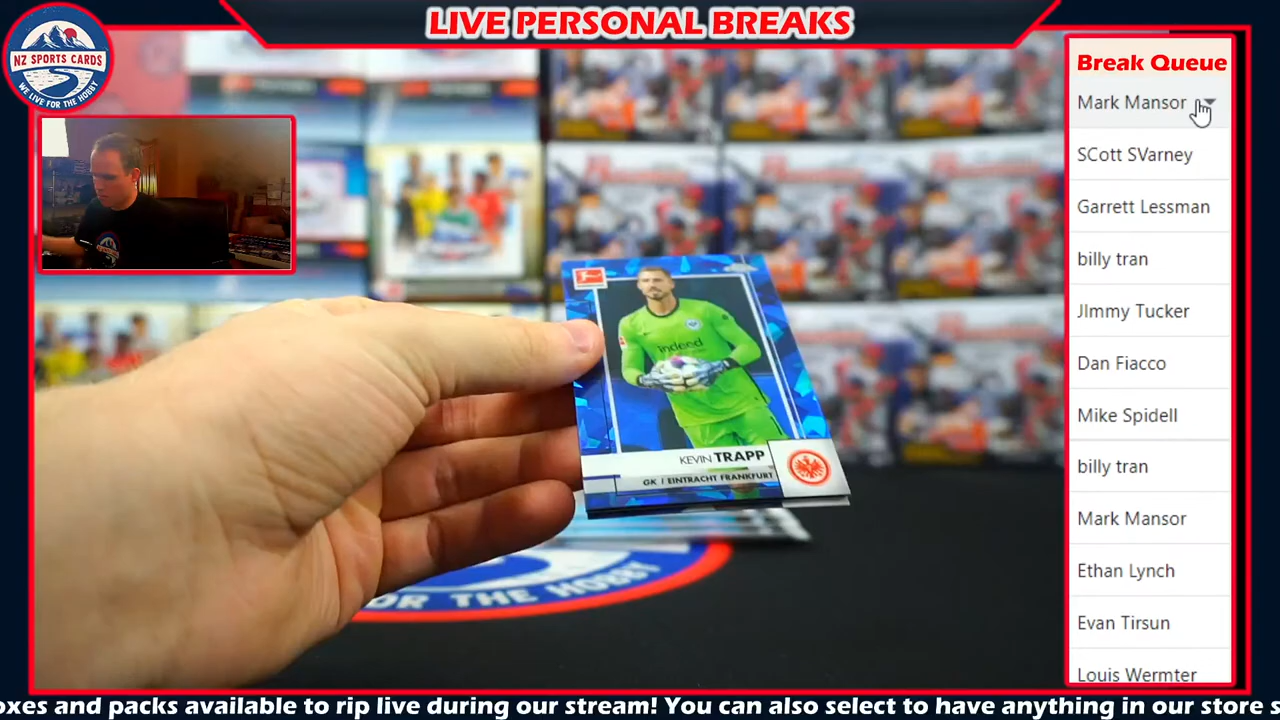 LIVE PERSONAL BREAKS
NZ SPORTS CARDS
WE LIVE FOR THE HOBBY
Break Queue
Mark Mansor
SCott SVarney
Garrett Lessman
billy tran
JImmy Tucker
Dan Fiacco
Mike Spidell
billy tran
Mark Mansor
Ethan Lynch
Evan Tirsun
Louis Wermter
indeed
KEVIN TRAPP
GK | EINTRACHT FRANKFURT
OR THE HOBBY
oxes and packs available to rip live during our stream! You can also select to have anything in our store s